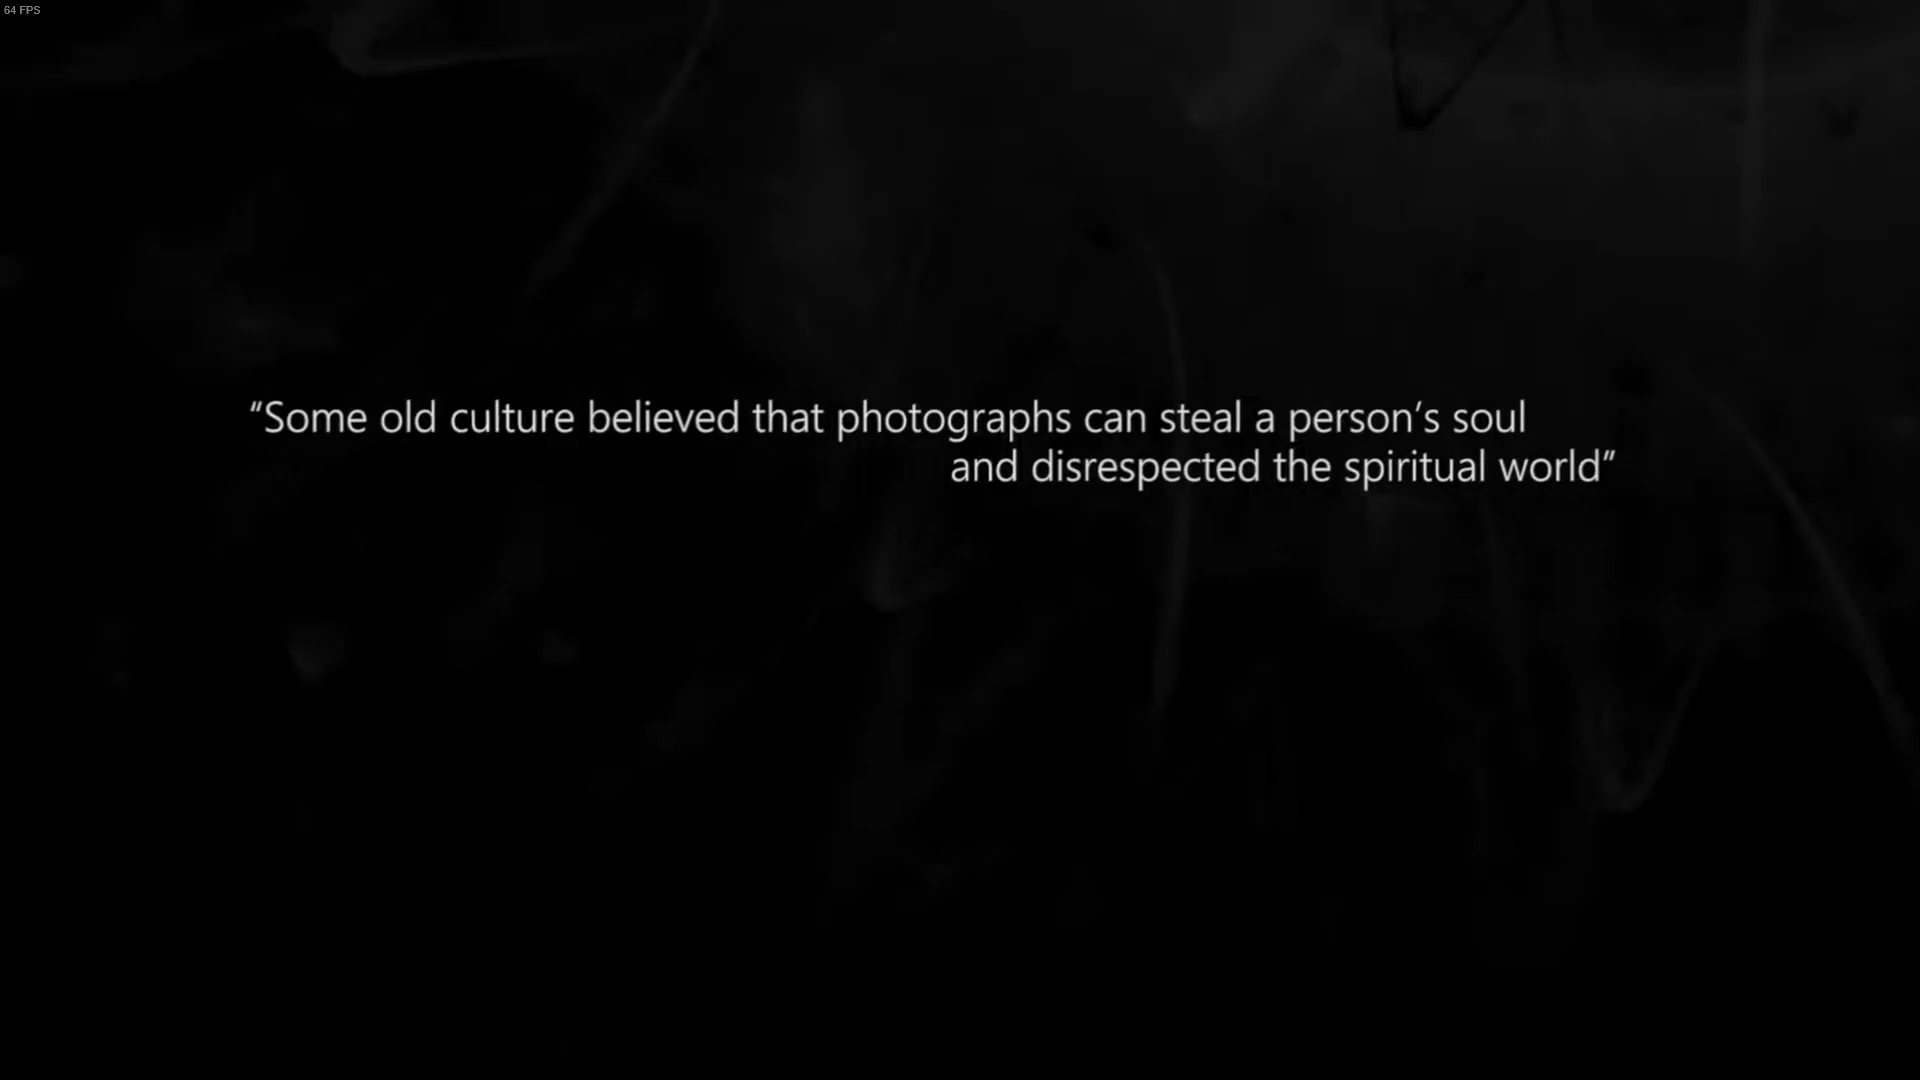 64 FPS
“Some old culture believed that photographs can steal a person’s soul
and disrespected the spiritual world”